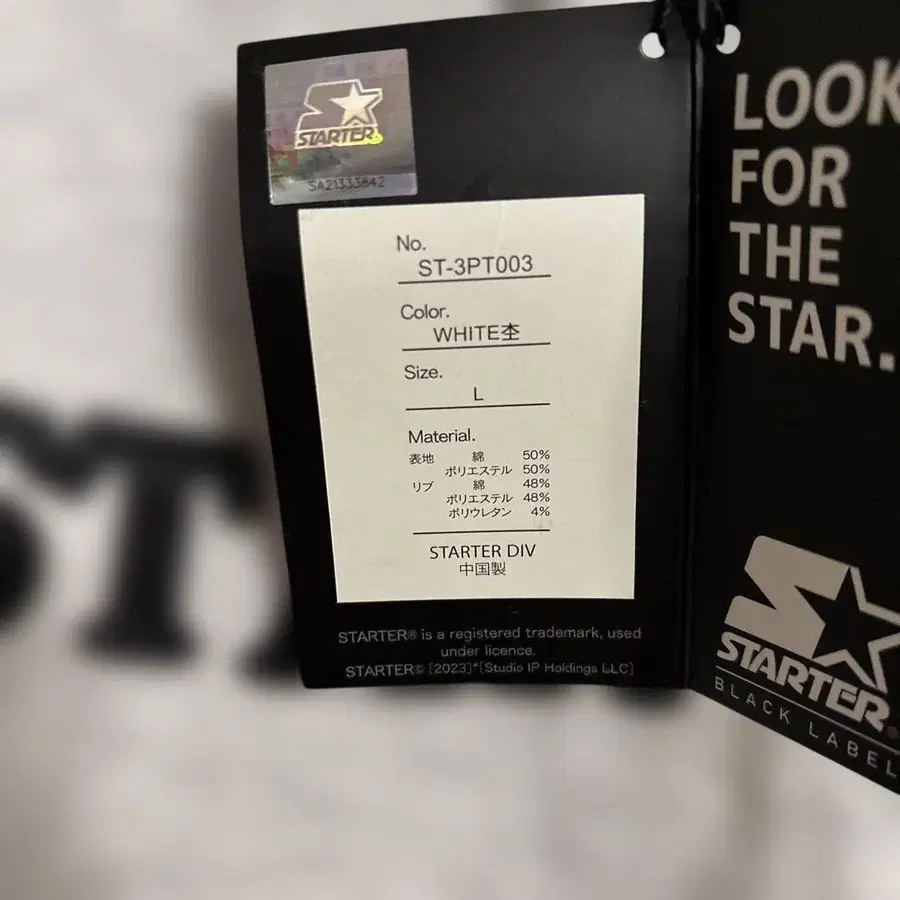 STARTER
SA21333842
No.
ST-3PT003
Color.
WHITE杢
Size.
L
Material.
表地 綿 50%
ポリエステル 50%
リブ 綿 48%
ポリエステル 48%
ポリウレタン 4%
STARTER DIV
中国製
STARTER® is a registered trademark, used
under licence.
STARTER© [2023]*[Studio IP Holdings LLC]
LOOK
FOR
THE
STAR.
STARTER®
BLACK LABEL